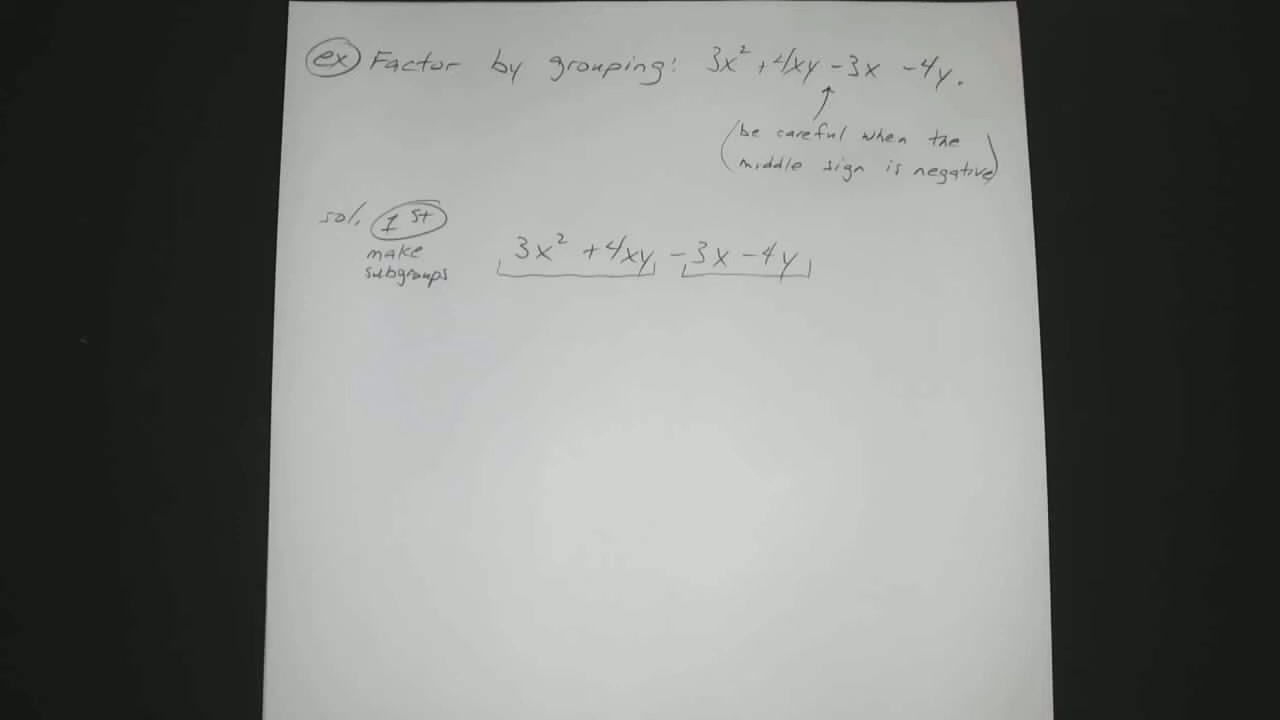 ex Factor by grouping: 3x² + 4xy - 3x - 4y.
(be careful when the
middle sign is negative)
sol. 1st
make
subgroups
3x² + 4xy - 3x - 4y